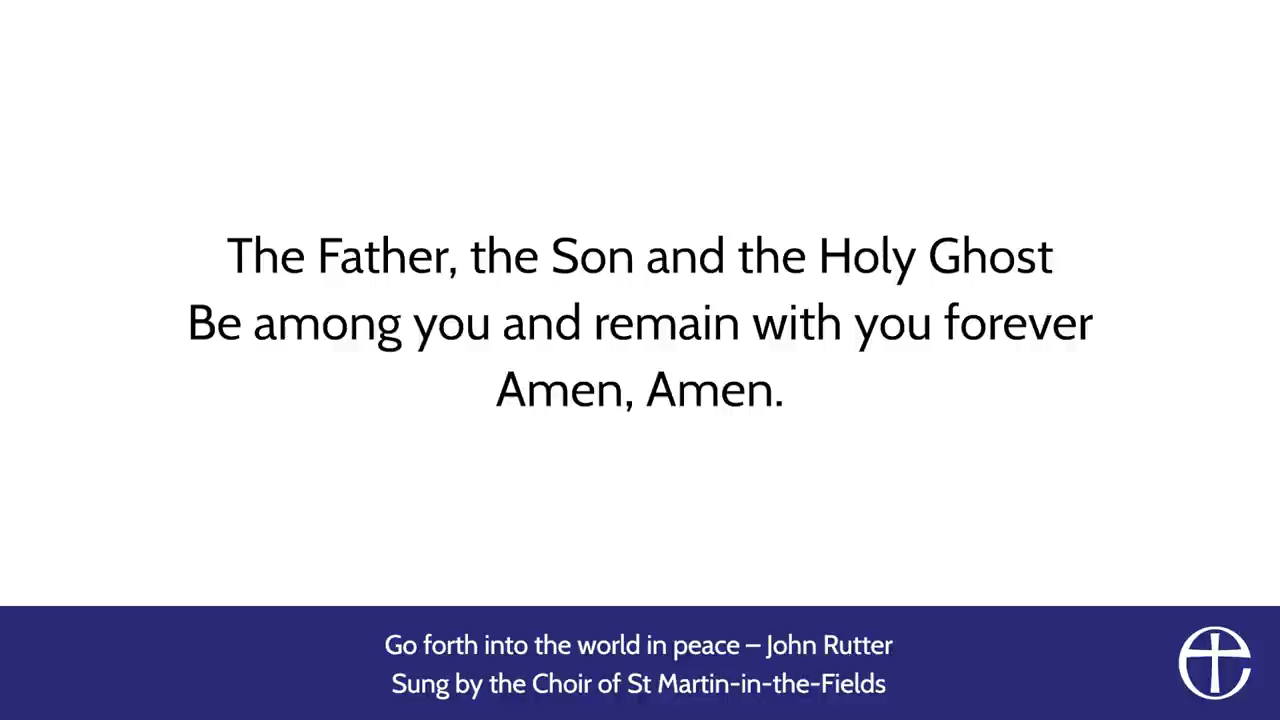 The Father, the Son and the Holy Ghost
Be among you and remain with you forever
Amen, Amen.
Go forth into the world in peace – John Rutter
Sung by the Choir of St Martin-in-the-Fields